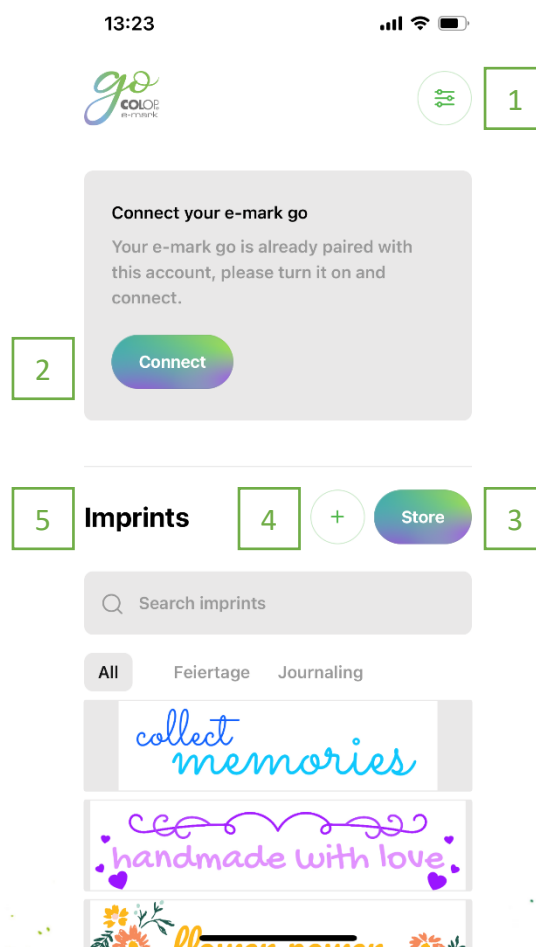 13:23
go
COLOP
e-mark
1
Connect your e-mark go
Your e-mark go is already paired with
this account, please turn it on and
connect.
2
Connect
5
Imprints
4
+
Store
3
Search imprints
All
Feiertage
Journaling
collect
memories
handmade with love
flower power